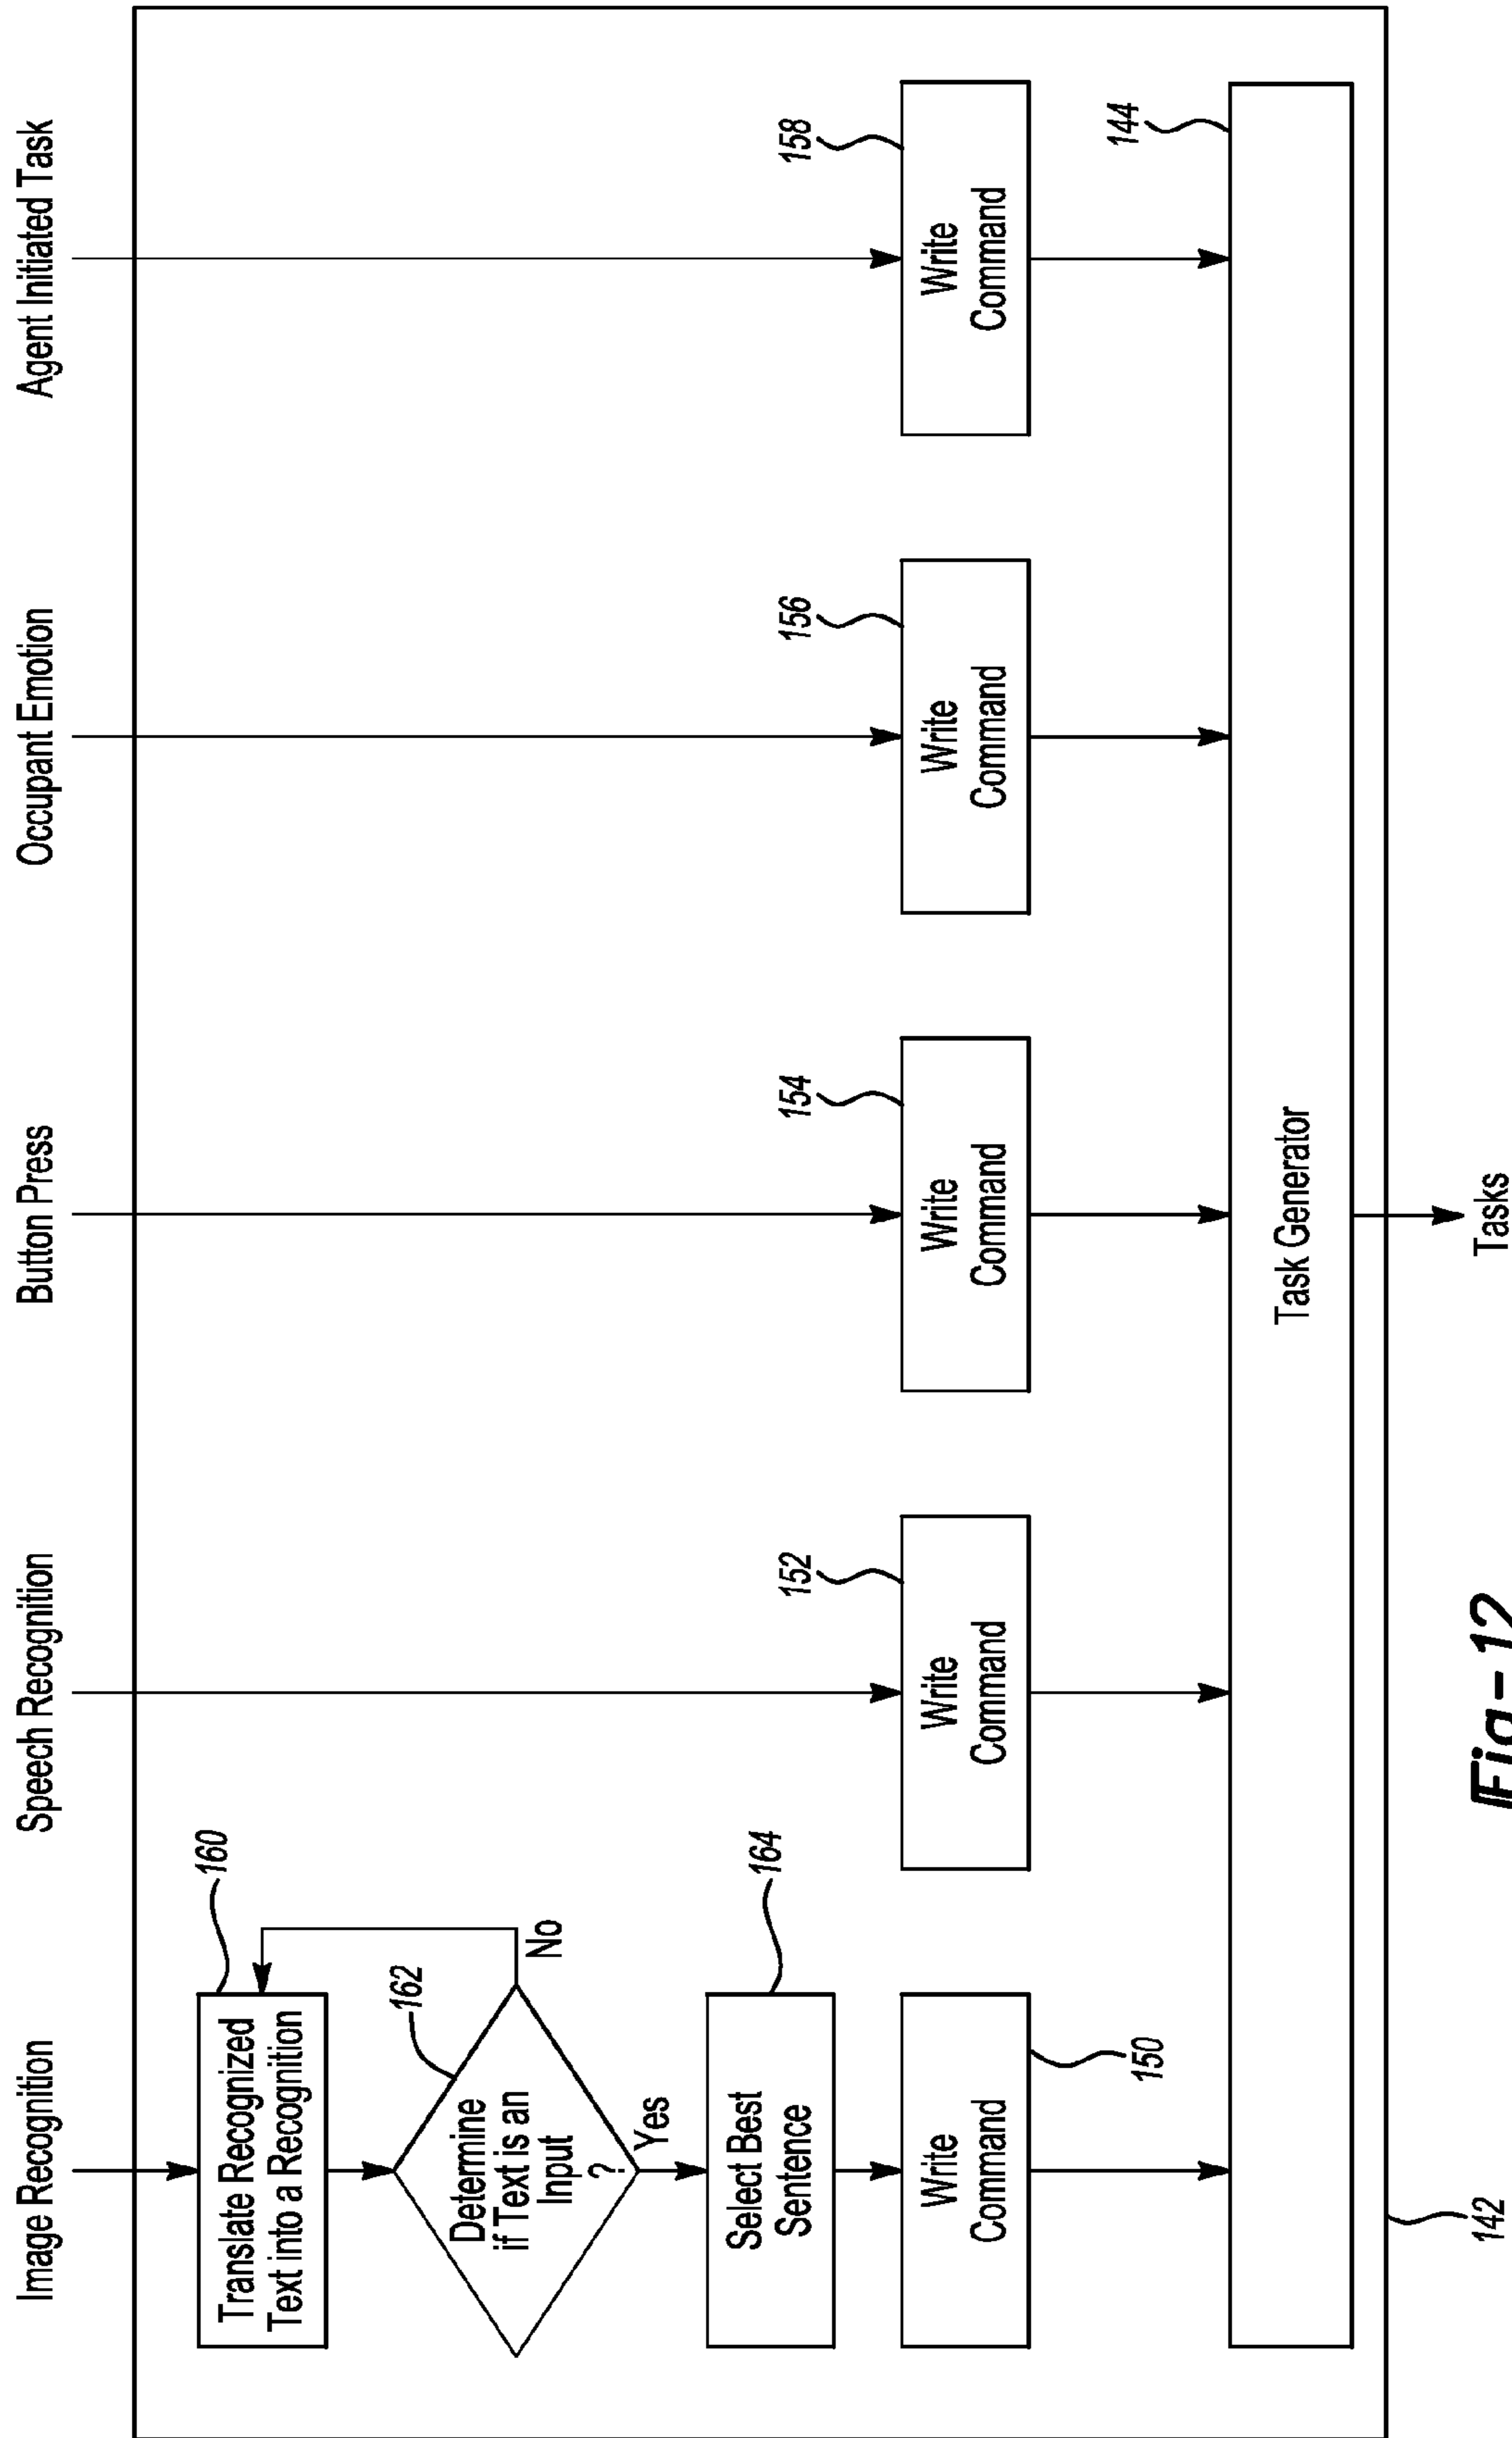 Image Recognition
Speech Recognition
Button Press
Occupant Emotion
Agent Initiated Task
160
Translate Recognized
Text into a Recognition
162
Determine
if Text is an
Input
?
No
Yes
164
Select Best
Sentence
152
154
156
158
Write
Command
Write
Command
Write
Command
Write
Command
Write
Command
150
144
Task Generator
142
Tasks
Fig-12